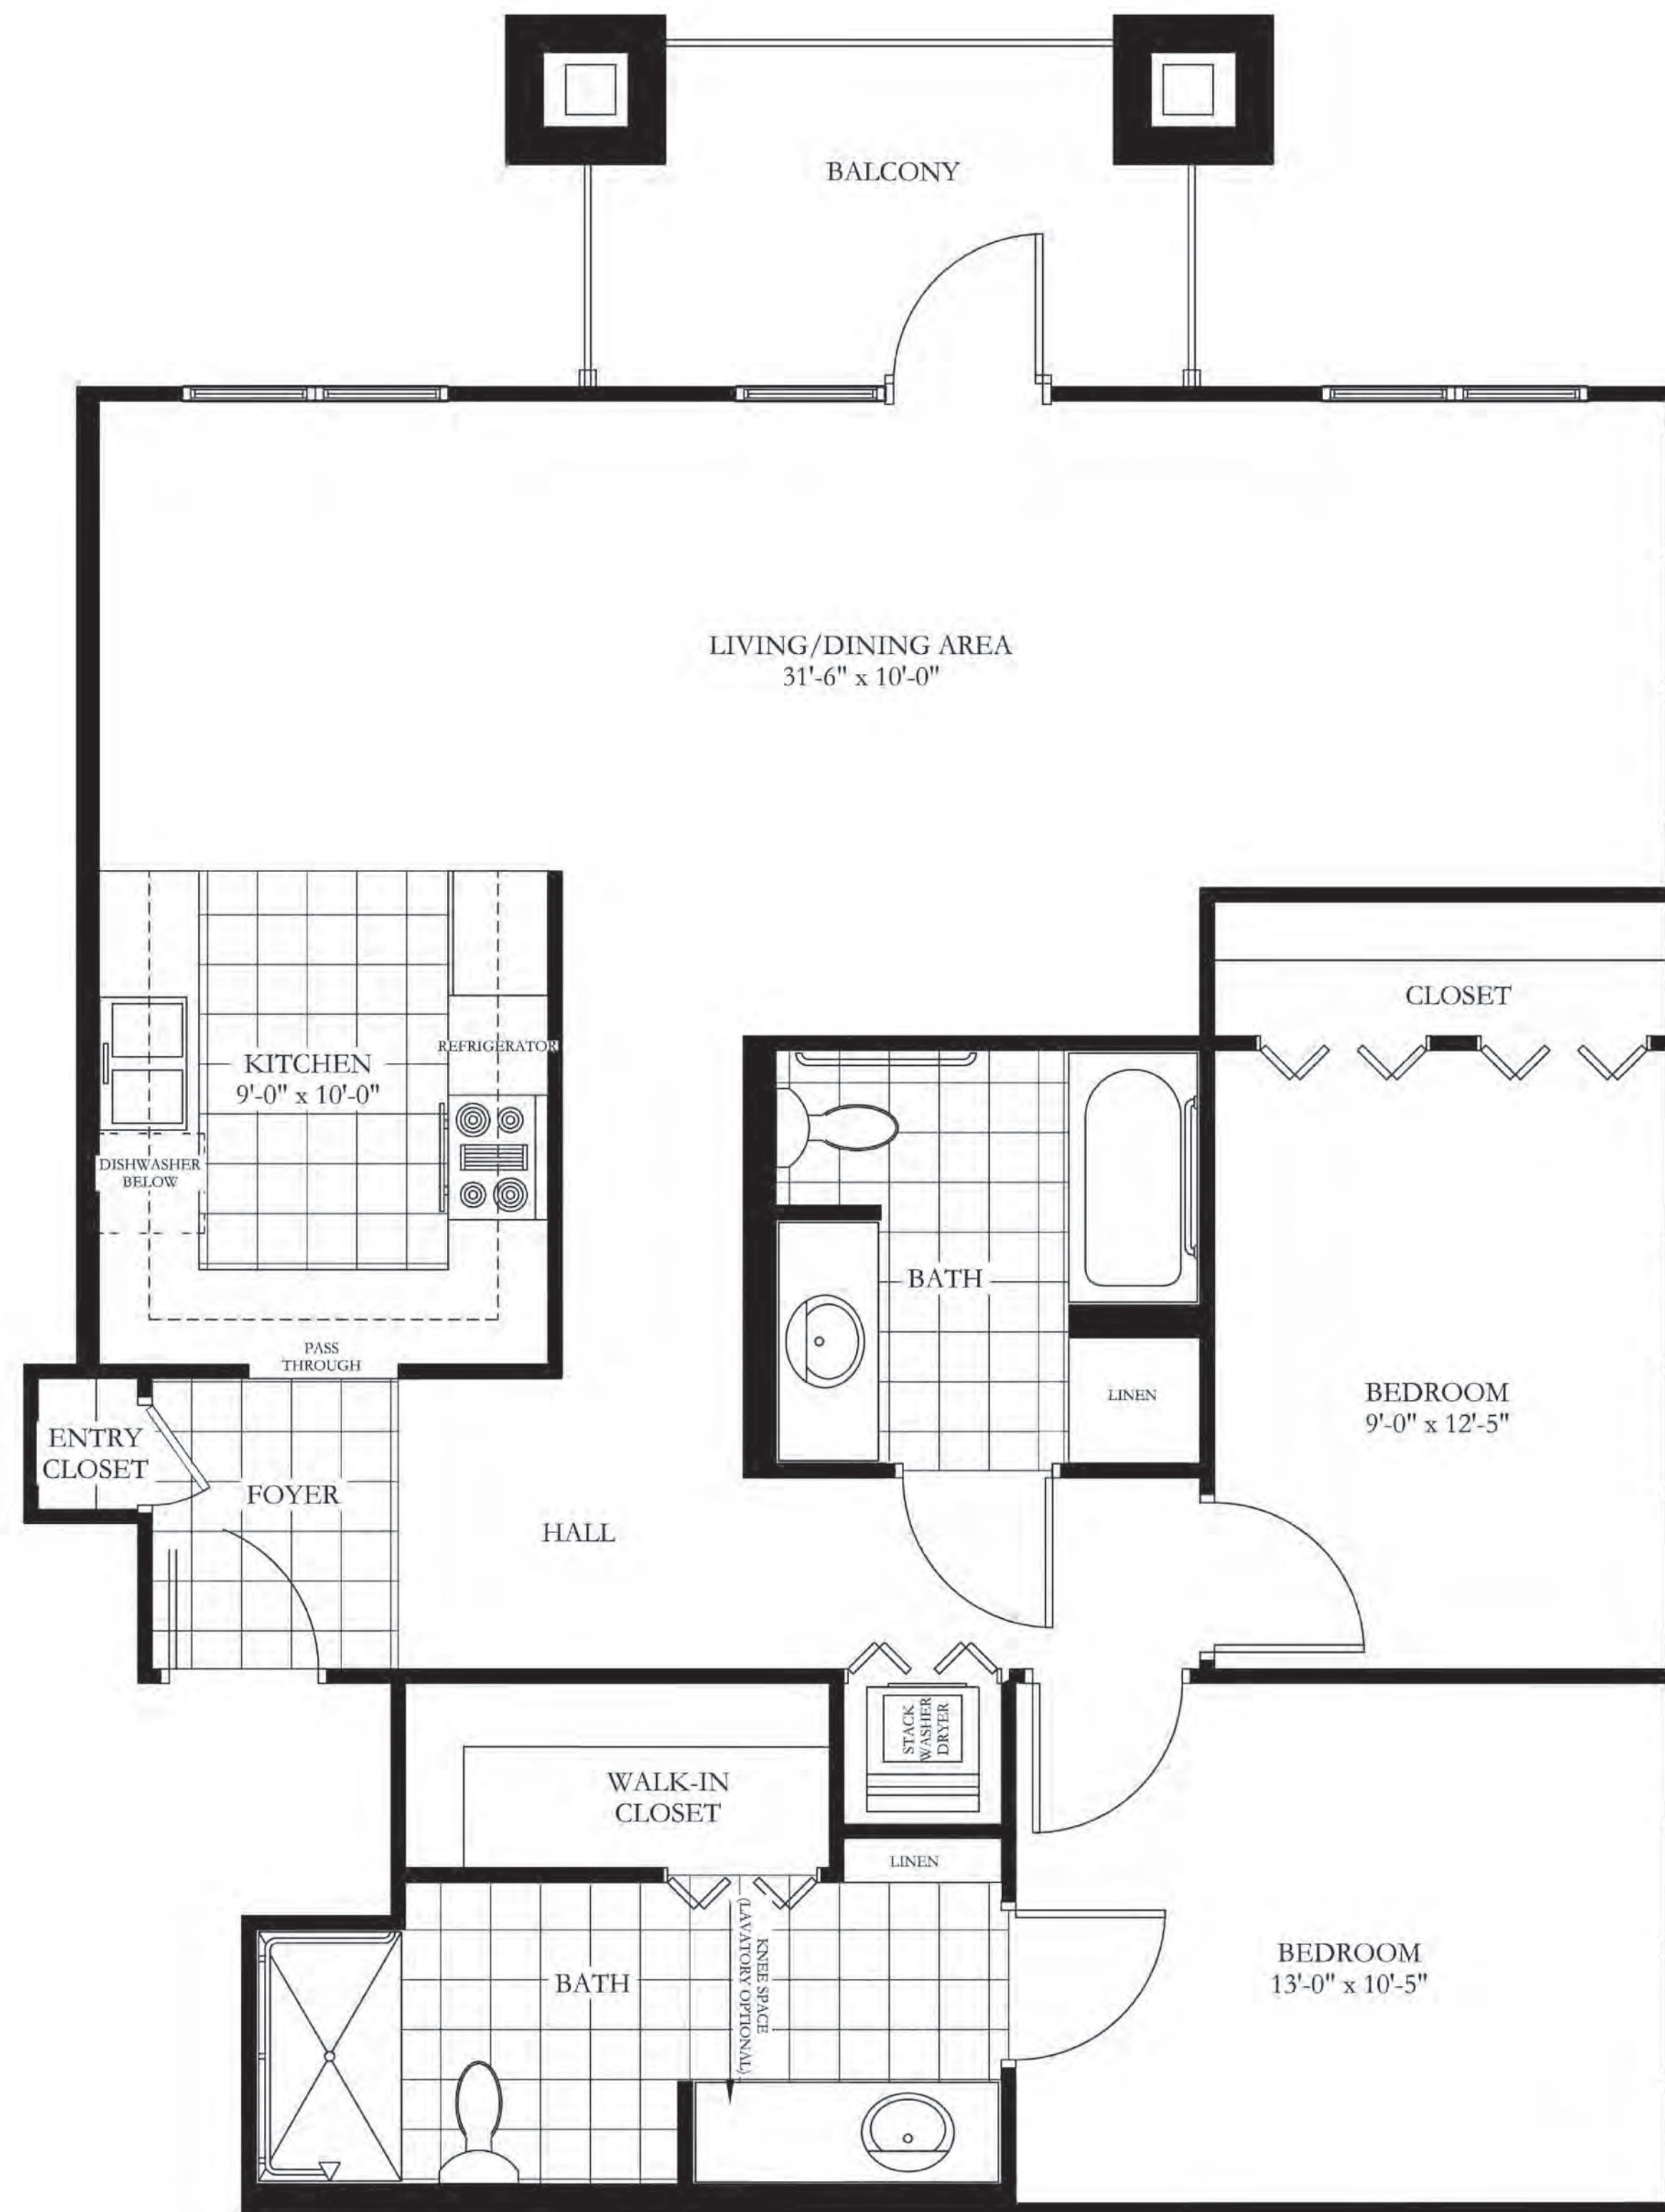 BALCONY
LIVING/DINING AREA
31'-6" x 10'-0"
CLOSET
REFRIGERATOR
KITCHEN
9'-0" x 10'-0"
DISHWASHER
BELOW
BATH
PASS
THROUGH
LINEN
BEDROOM
9'-0" x 12'-5"
ENTRY
CLOSET
FOYER
HALL
STACK
WASHER
DRYER
WALK-IN
CLOSET
LINEN
KNEE SPACE
(LAVATORY OPTIONAL)
BATH
BEDROOM
13'-0" x 10'-5"